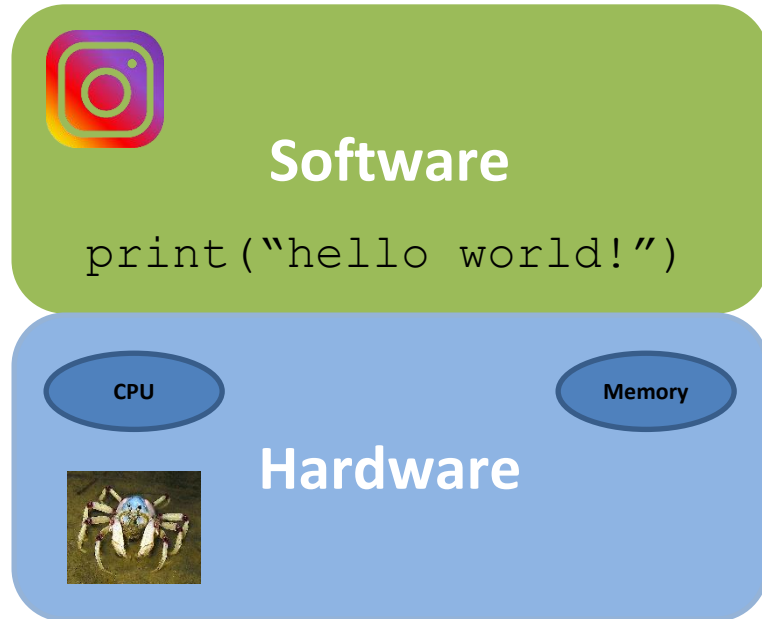 Software
print(“hello world!”)
CPU
Memory
Hardware